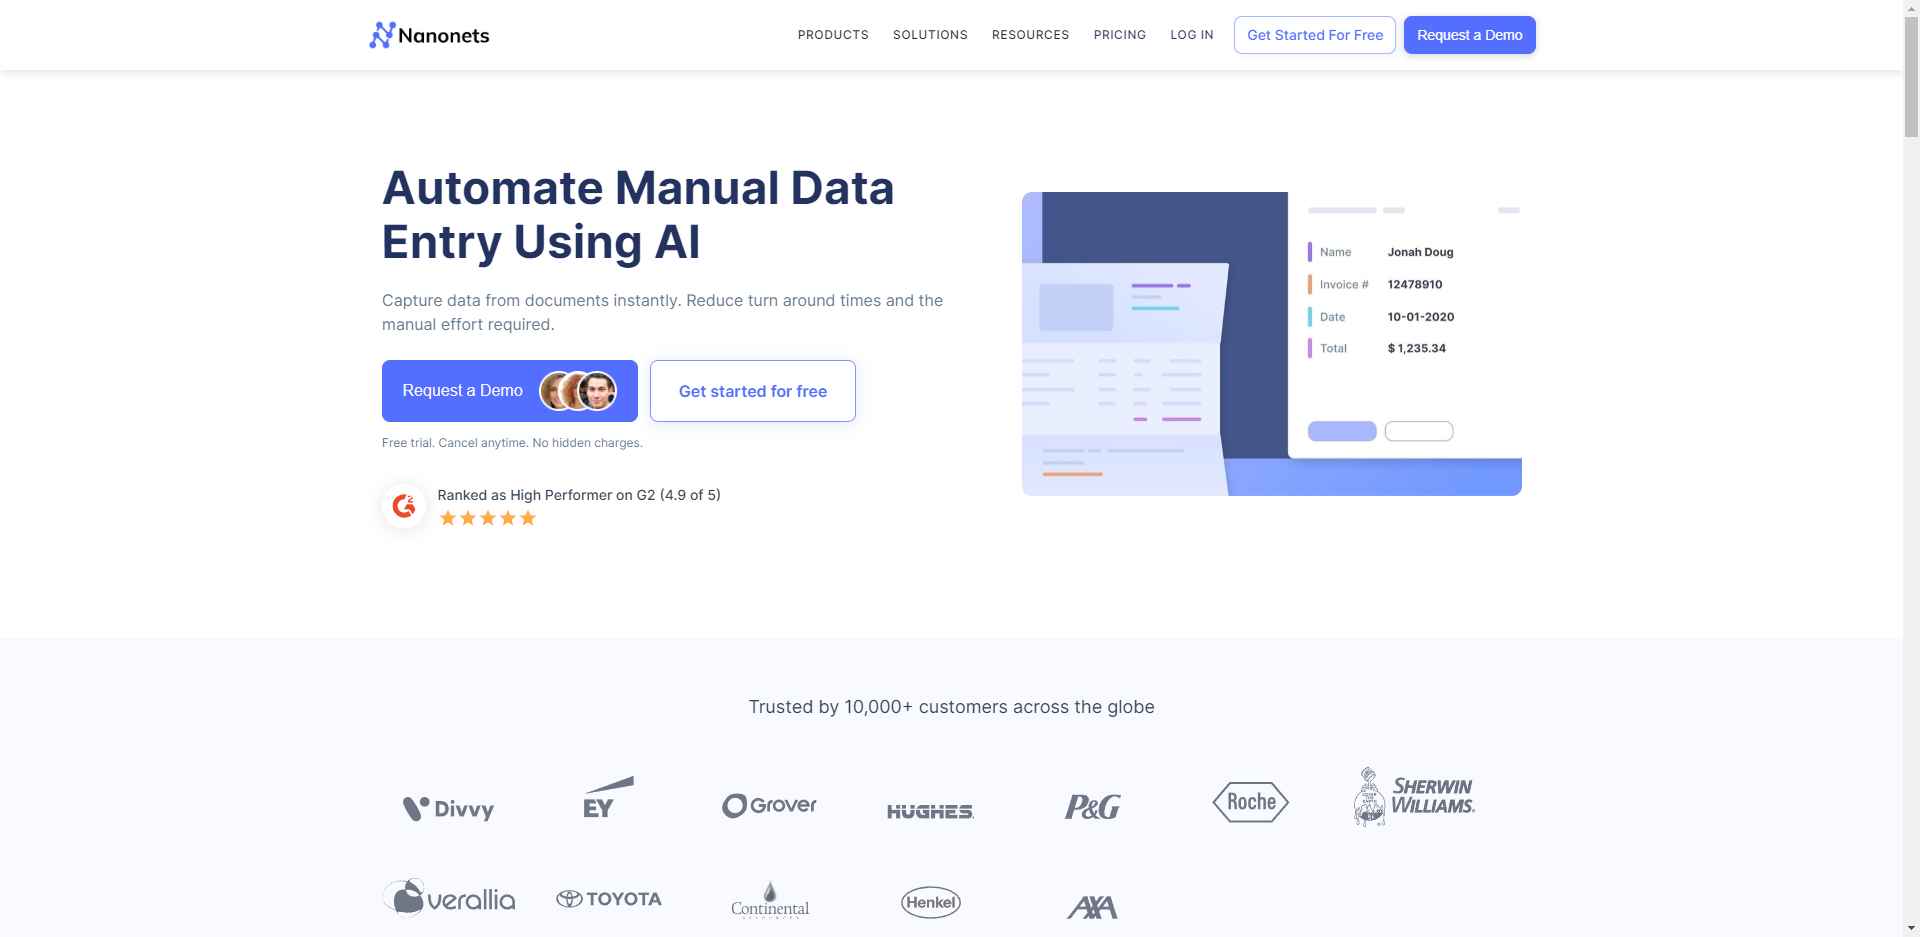 Nanonets
PRODUCTS SOLUTIONS RESOURCES PRICING LOG IN Get Started For Free Request a Demo
Automate Manual Data
Entry Using AI
Capture data from documents instantly. Reduce turn around times and the
manual effort required.
Request a Demo Get started for free
Free trial. Cancel anytime. No hidden charges.
Ranked as High Performer on G2 (4.9 of 5)
Name Jonah Doug
Invoice # 12478910
Date 10-01-2020
Total $ 1,235.34
Trusted by 10,000+ customers across the globe
Divvy EY Grover HUGHES. P&G Roche SHERWIN
WILLIAMS.
verallia TOYOTA Continental Henkel AXA